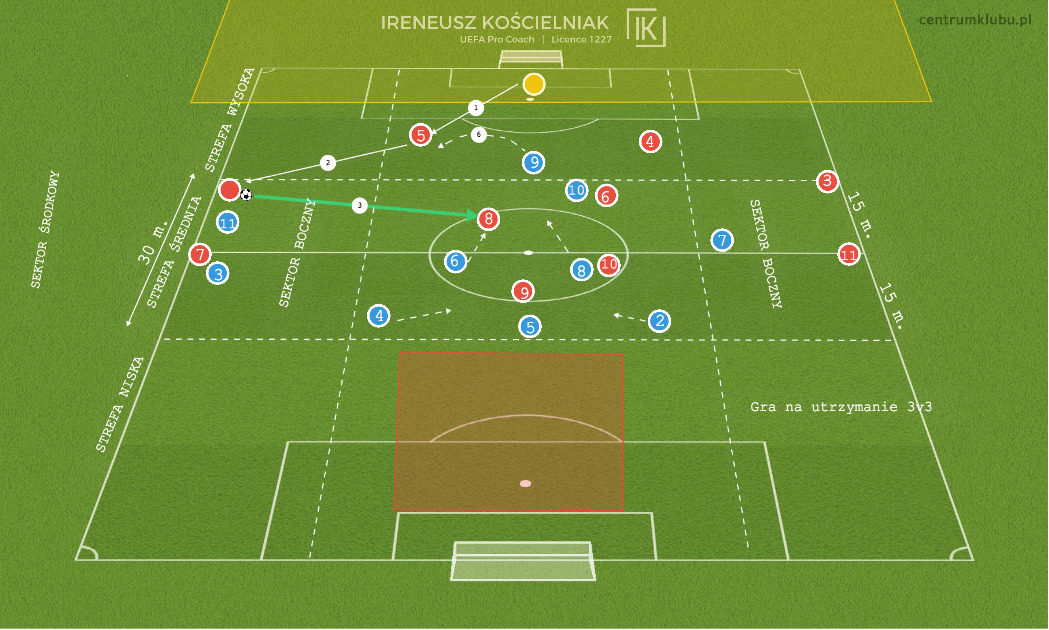 IRENEUSZ KOŚCIELNIAK
UEFA Pro Coach | Licence 1227
IK
centrumklubu.pl
STREFA WYSOKA
SEKTOR ŚRODKOWY
30 m.
STREFA ŚREDNIA
SEKTOR BOCZNY
STREFA NISKA
SEKTOR BOCZNY
15 m.
15 m.
Gra na utrzymanie 3v3
1
5
6
4
2
9
10
6
3
3
11
8
7
3
6
8
10
7
11
9
4
5
2